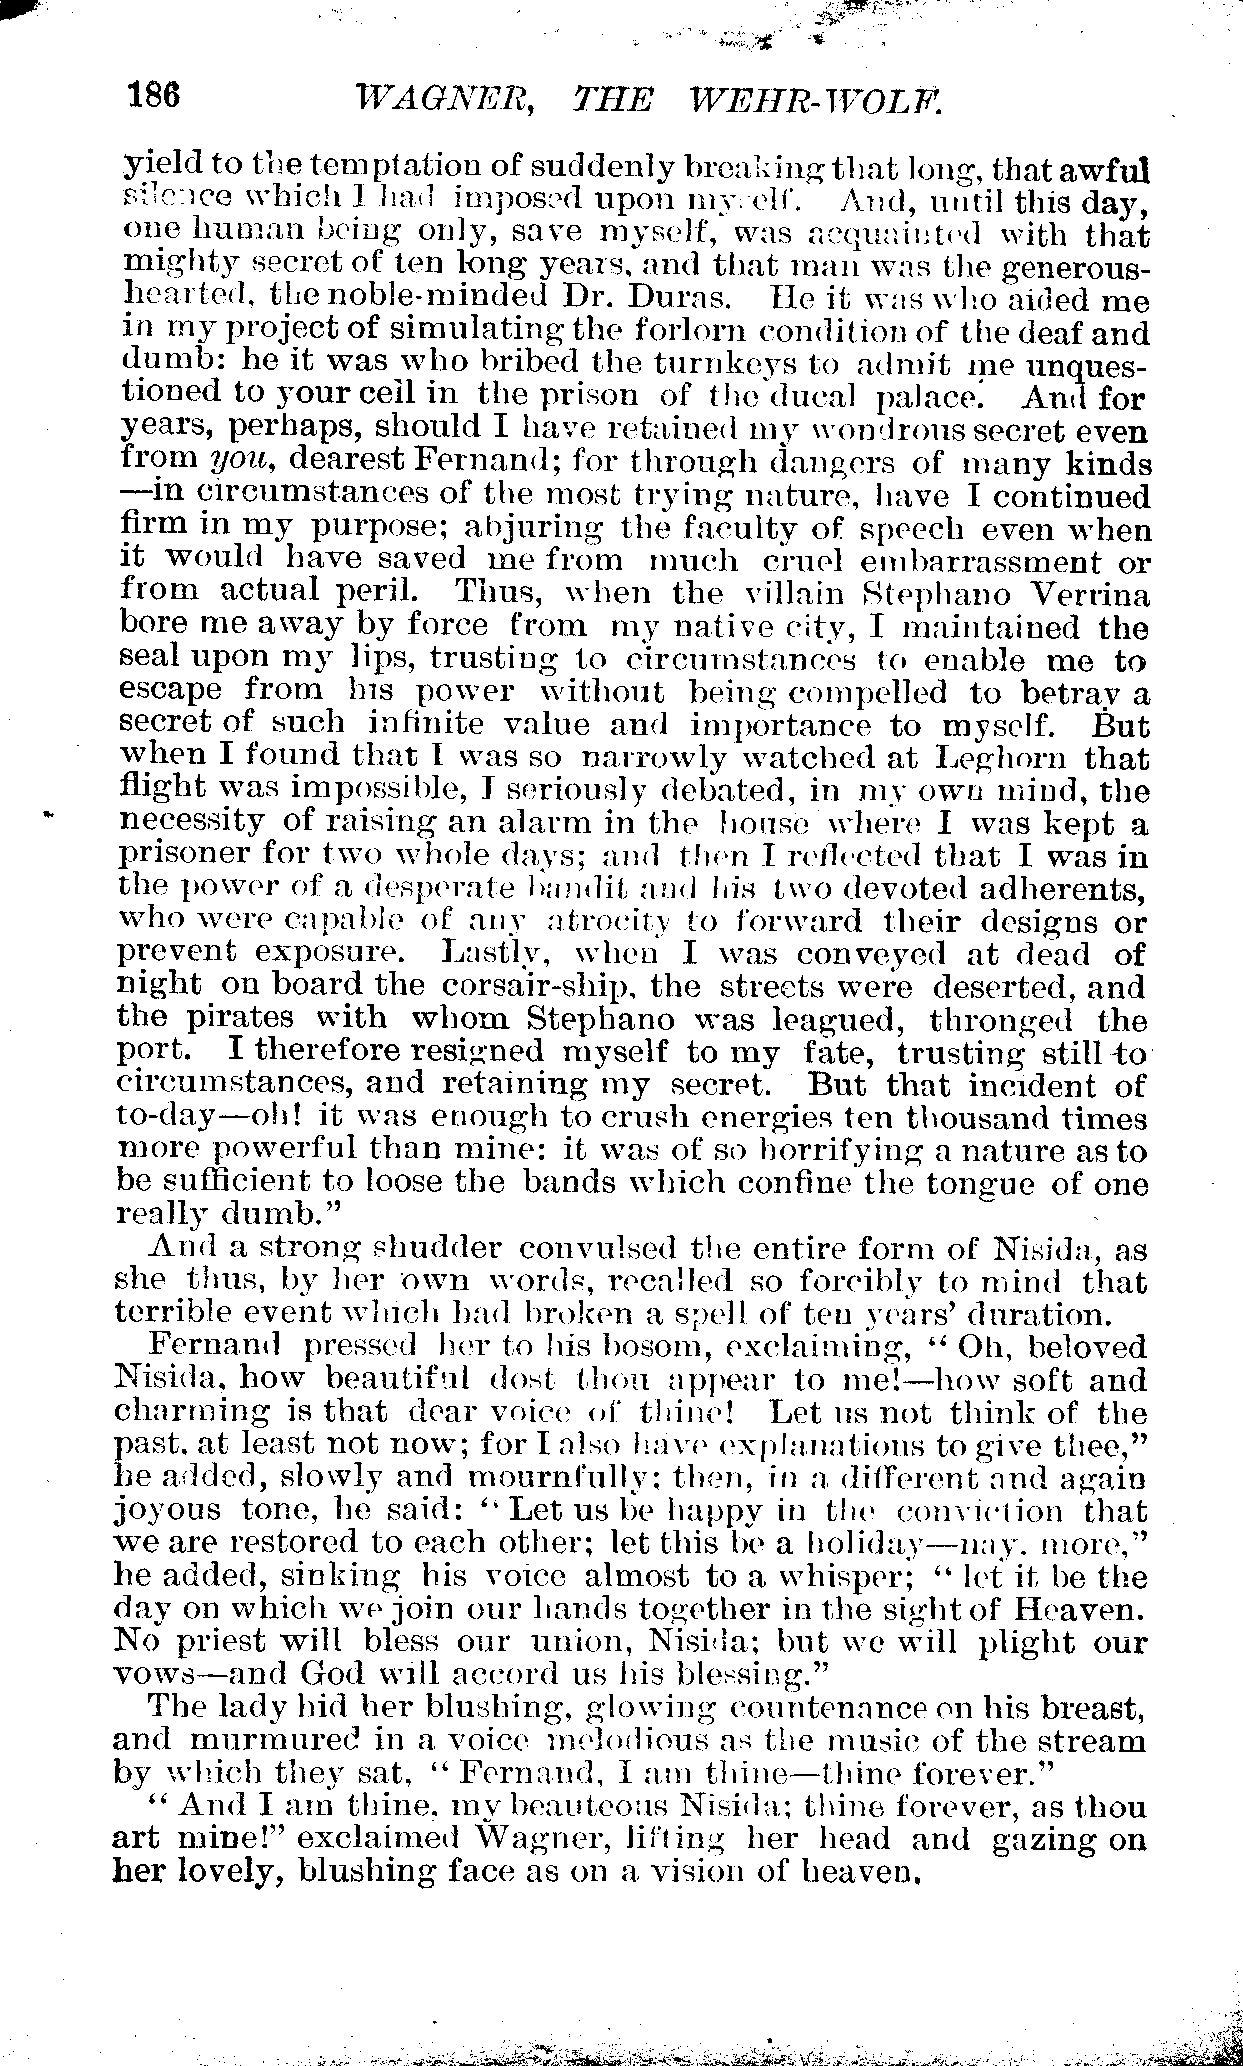 186 WAGNER, THE WEHR-WOLF.
yield to the temptation of suddenly breaking that long, that awful
silence which I had imposed upon myself. And, until this day,
one human being only, save myself, was acquainted with that
mighty secret of ten long years, and that man was the generous-
hearted, the noble-minded Dr. Duras. He it was who aided me
in my project of simulating the forlorn condition of the deaf and
dumb: he it was who bribed the turnkeys to admit me unques-
tioned to your cell in the prison of the ducal palace. And for
years, perhaps, should I have retained my wondrous secret even
from you, dearest Fernand; for through dangers of many kinds
—in circumstances of the most trying nature, have I continued
firm in my purpose; abjuring the faculty of speech even when
it would have saved me from much cruel embarrassment or
from actual peril. Thus, when the villain Stephano Verrina
bore me away by force from my native city, I maintained the
seal upon my lips, trusting to circumstances to enable me to
escape from his power without being compelled to betray a
secret of such infinite value and importance to myself. But
when I found that I was so narrowly watched at Leghorn that
flight was impossible, I seriously debated, in my own mind, the
necessity of raising an alarm in the house where I was kept a
prisoner for two whole days; and then I reflected that I was in
the power of a desperate bandit and his two devoted adherents,
who were capable of any atrocity to forward their designs or
prevent exposure. Lastly, when I was conveyed at dead of
night on board the corsair-ship, the streets were deserted, and
the pirates with whom Stephano was leagued, thronged the
port. I therefore resigned myself to my fate, trusting still to
circumstances, and retaining my secret. But that incident of
to-day—oh! it was enough to crush energies ten thousand times
more powerful than mine: it was of so horrifying a nature as to
be sufficient to loose the bands which confine the tongue of one
really dumb."
And a strong shudder convulsed the entire form of Nisida, as
she thus, by her own words, recalled so forcibly to mind that
terrible event which had broken a spell of ten years' duration.
Fernand pressed her to his bosom, exclaiming, "Oh, beloved
Nisida, how beautiful dost thou appear to me!—how soft and
charming is that dear voice of thine! Let us not think of the
past, at least not now; for I also have explanations to give thee,"
he added, slowly and mournfully; then, in a different and again
joyous tone, he said: "Let us be happy in the conviction that
we are restored to each other; let this be a holiday—nay, more,"
he added, sinking his voice almost to a whisper; "let it be the
day on which we join our hands together in the sight of Heaven.
No priest will bless our union, Nisida; but we will plight our
vows—and God will accord us his blessing."
The lady hid her blushing, glowing countenance on his breast,
and murmured in a voice melodious as the music of the stream
by which they sat, "Fernand, I am thine—thine forever."
"And I am thine, my beauteous Nisida; thine forever, as thou
art mine!" exclaimed Wagner, lifting her head and gazing on
her lovely, blushing face as on a vision of heaven.